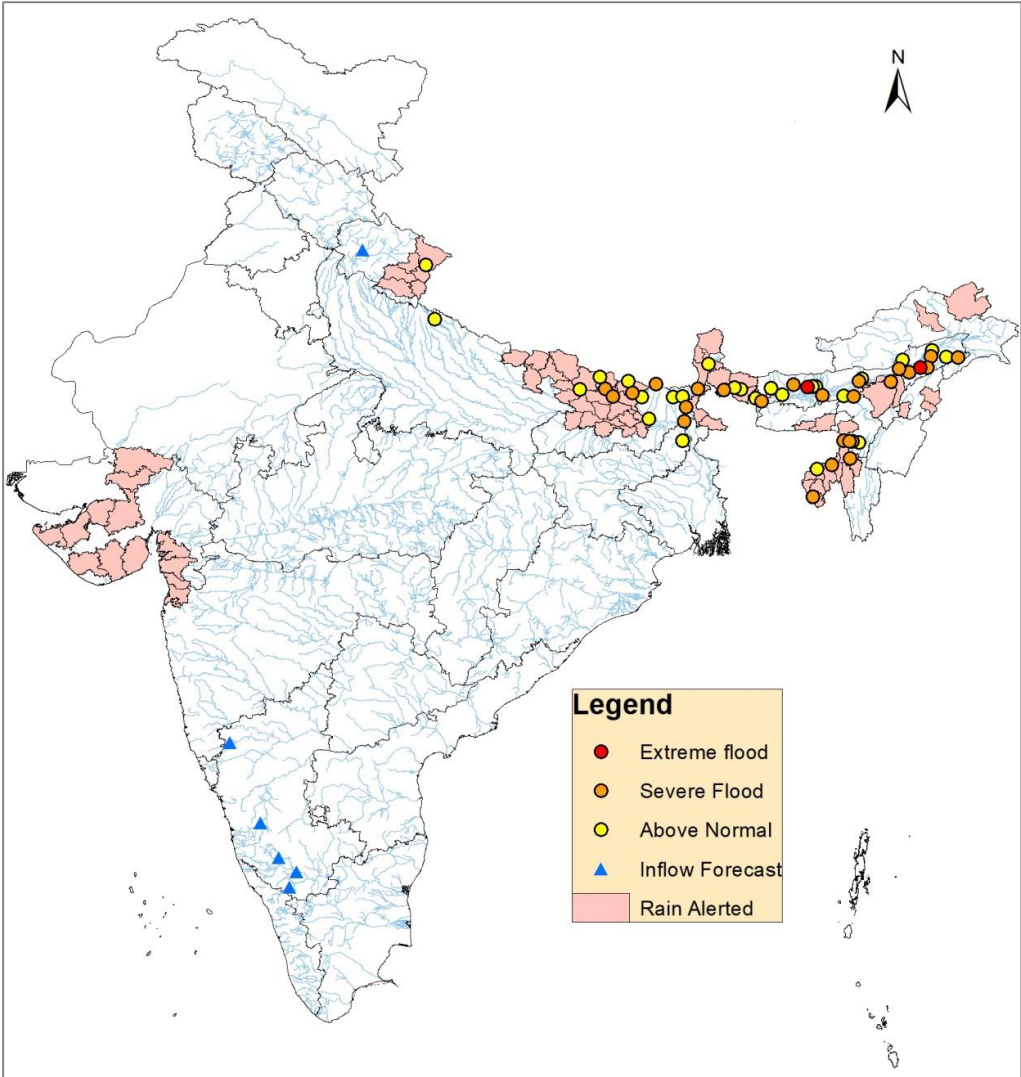 N
Legend
Extreme flood
Severe Flood
Above Normal
Inflow Forecast
Rain Alerted